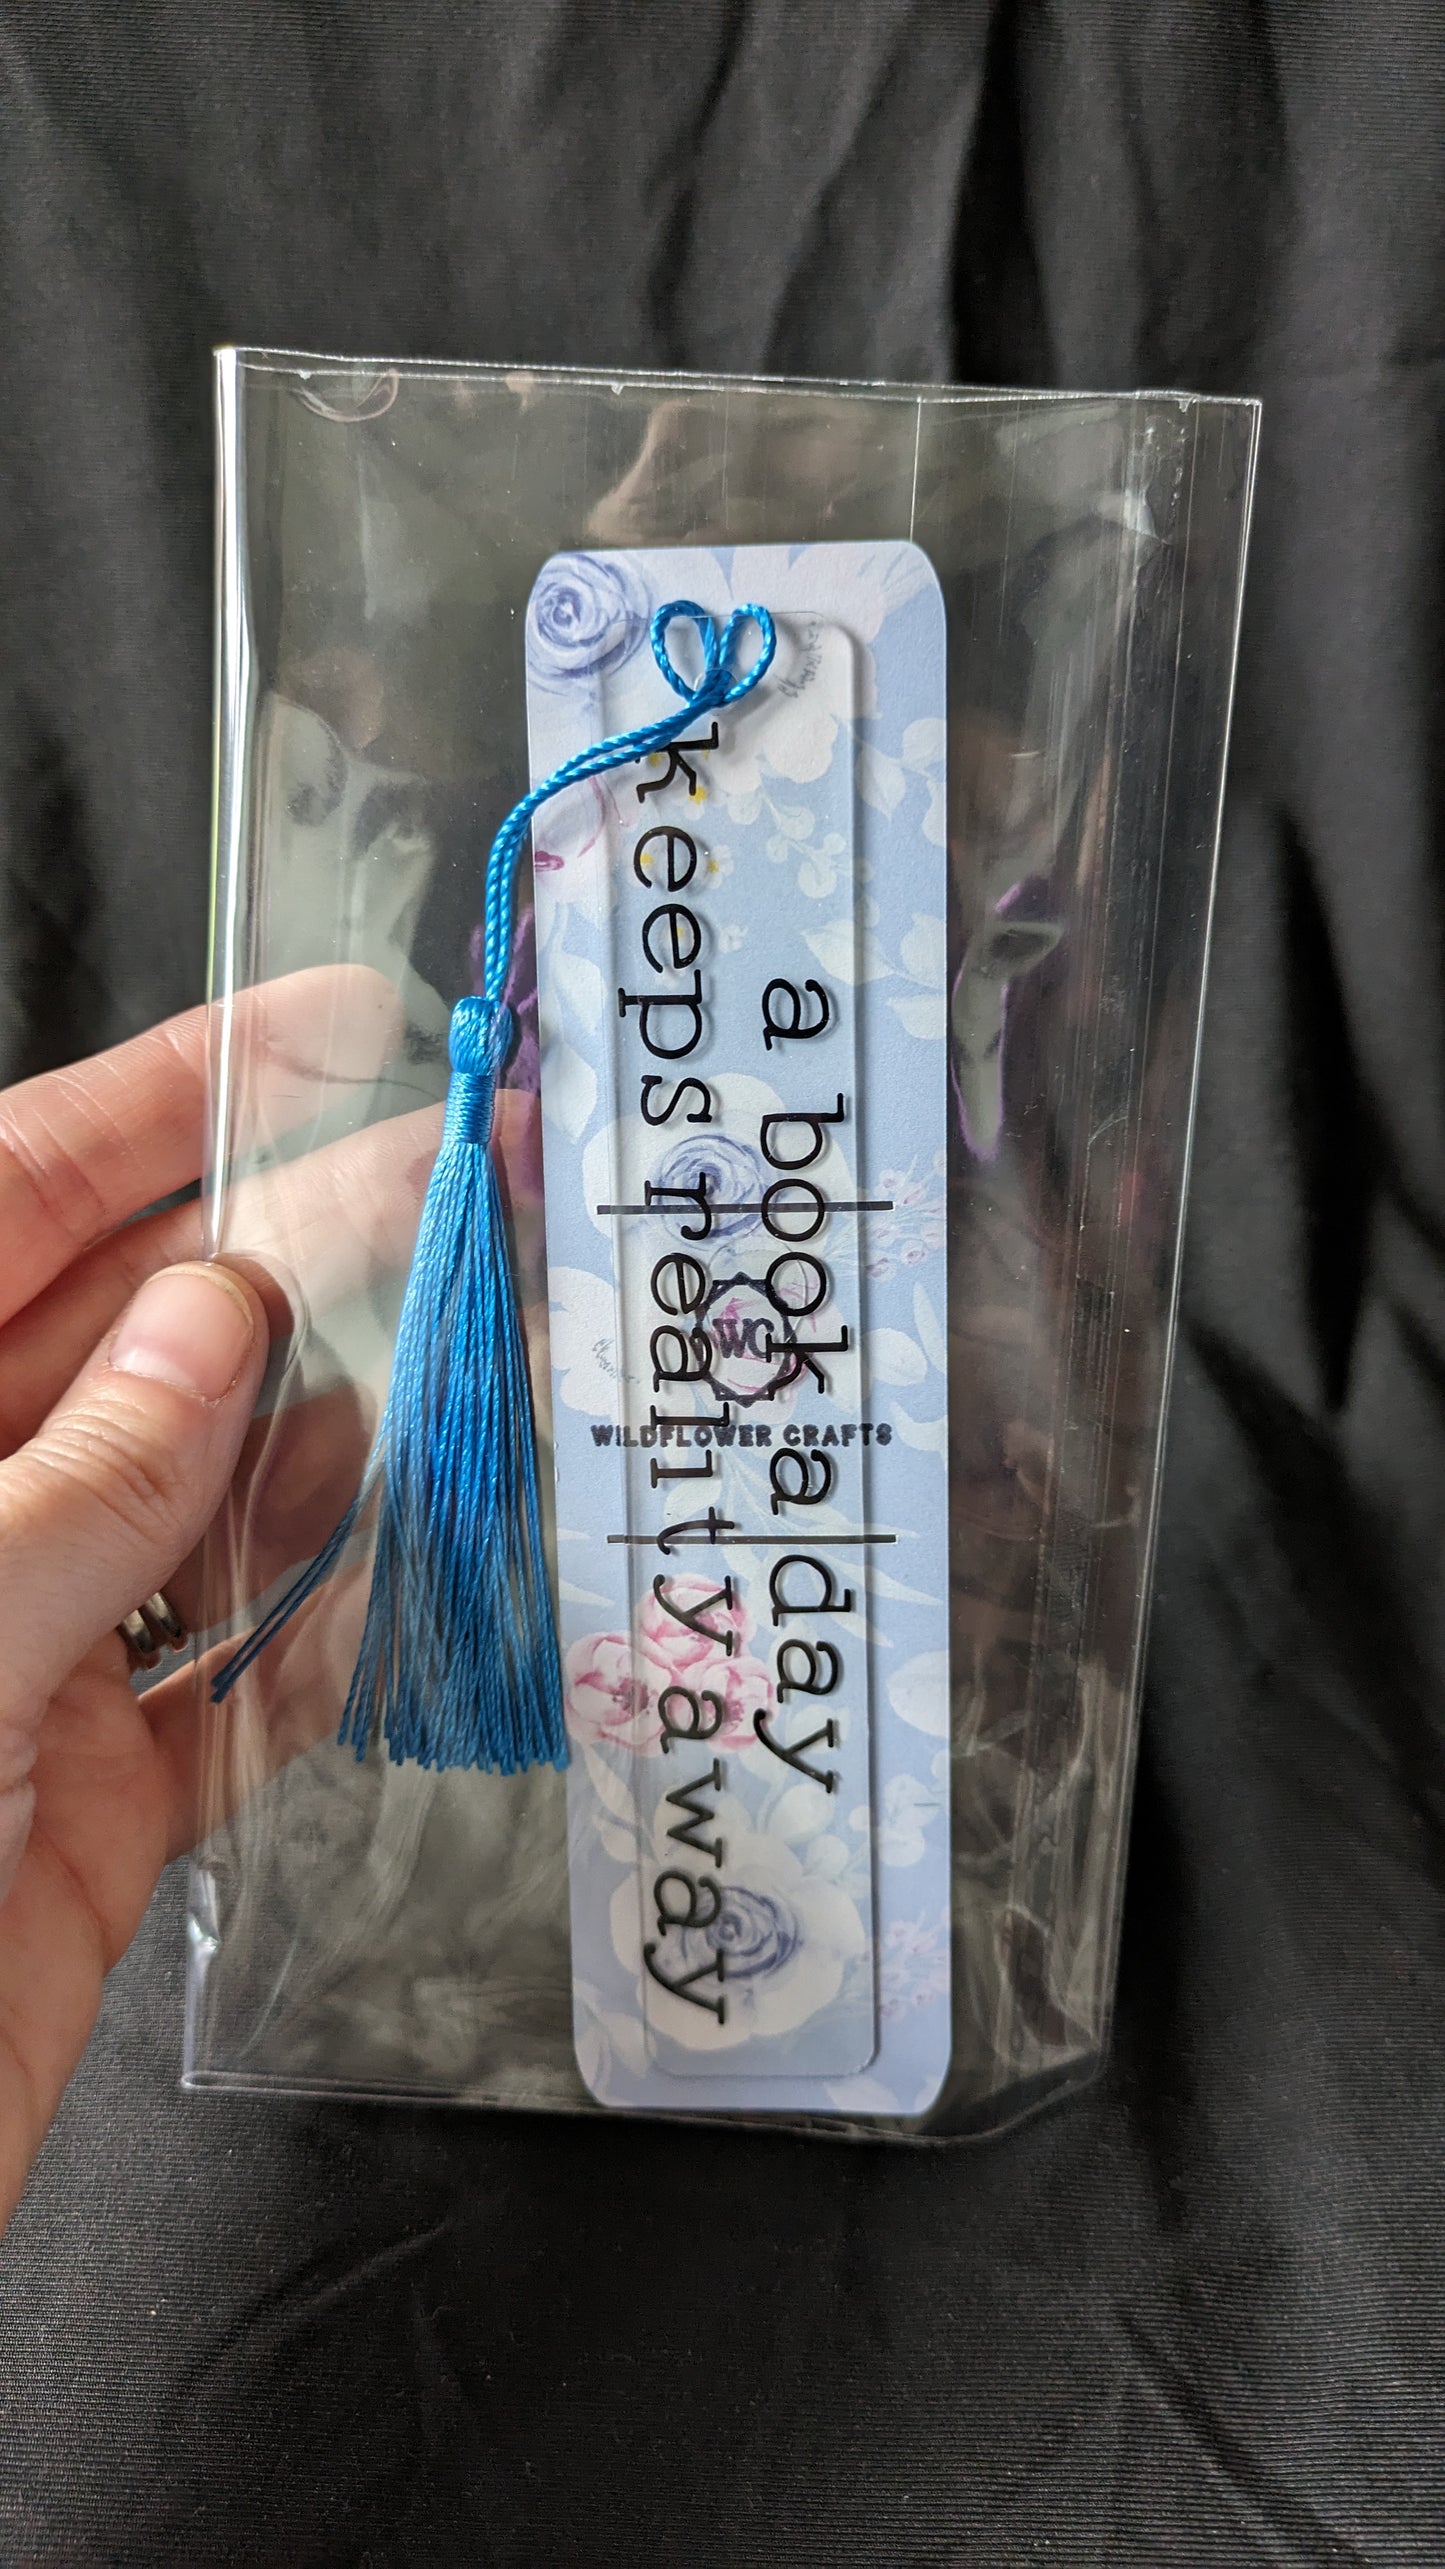 a book a day
keeps reality away
WC
WILDFLOWER CRAFTS